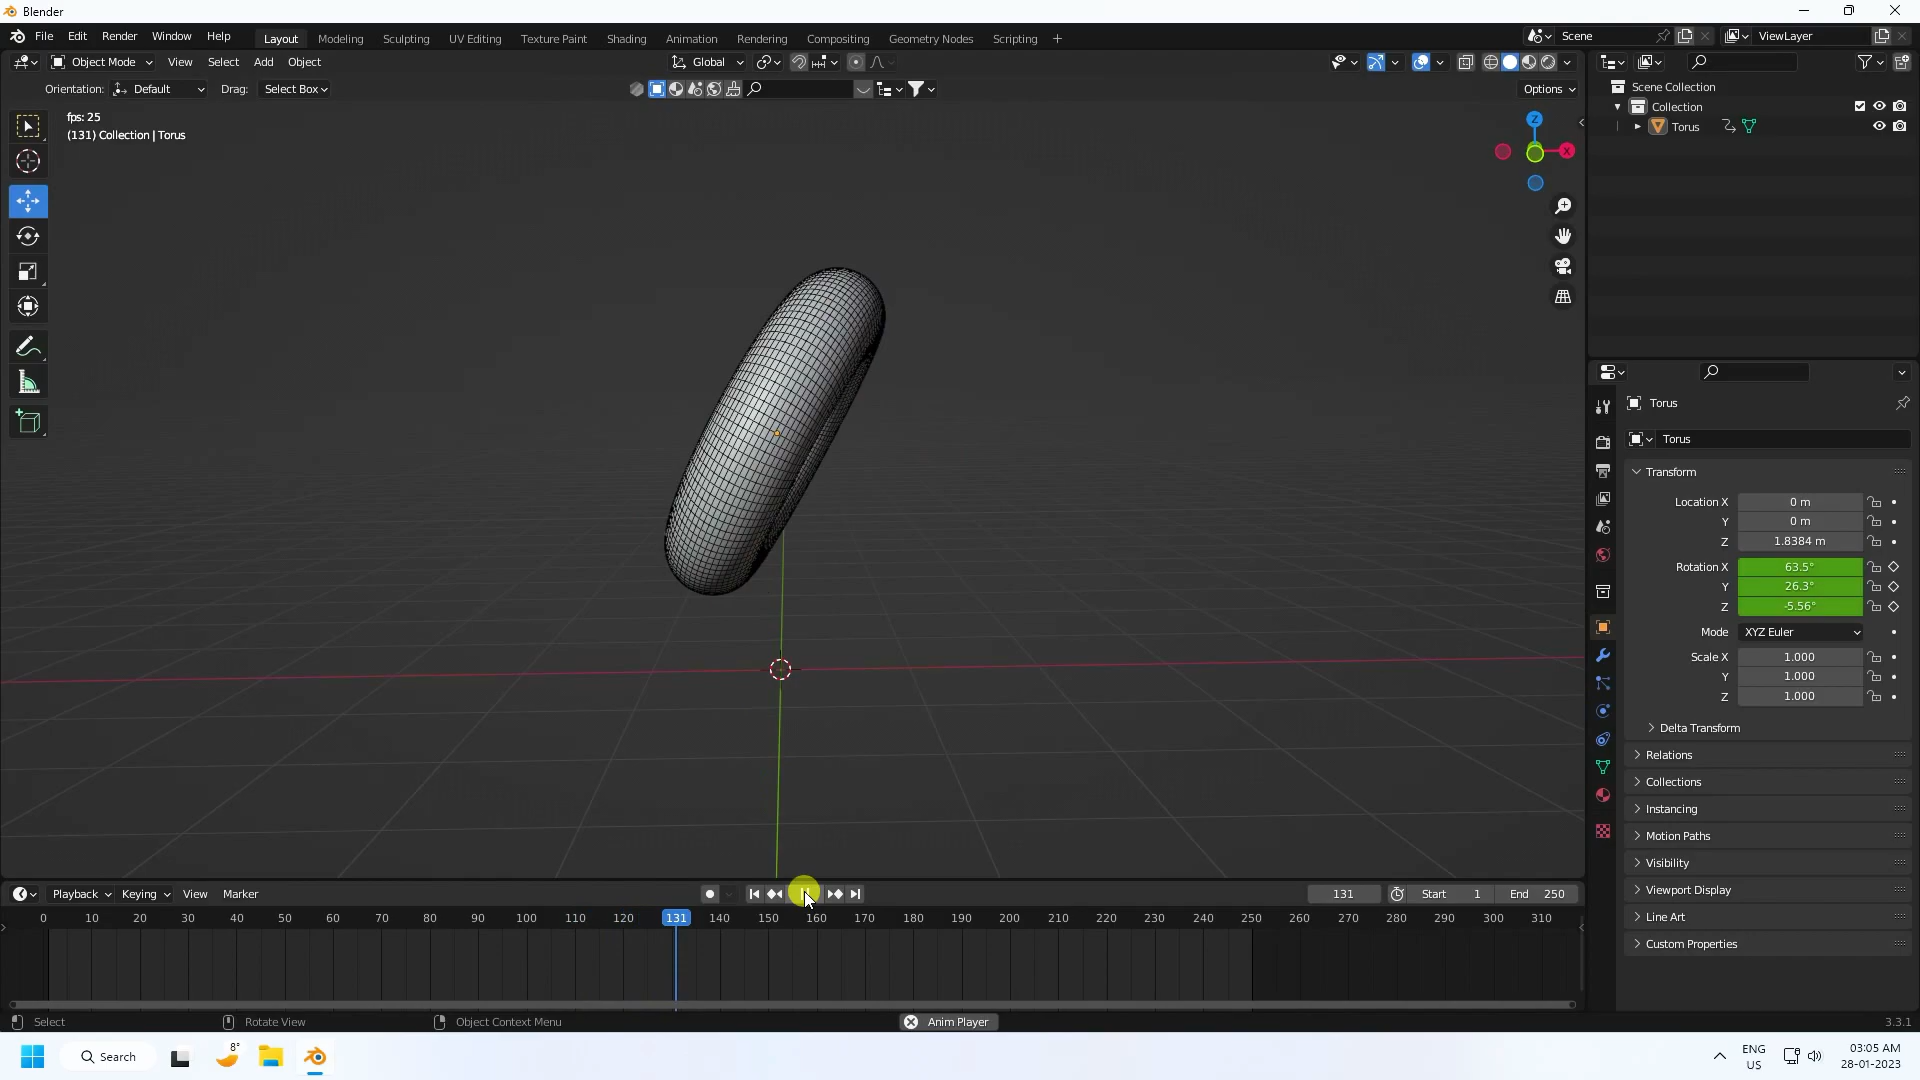 Blender
File Edit Render Window Help Layout Modeling Sculpting UV Editing Texture Paint Shading Animation Rendering Compositing Geometry Nodes Scripting + Scene ViewLayer
Object Mode View Select Add Object Global
Orientation: Default Drag: Select Box Options
fps: 25
(131) Collection | Torus
Z
X
Scene Collection
Collection
Torus
Torus
Torus
Transform
Location X 0 m
Y 0 m
Z 1.8384 m
Rotation X 63.5°
Y 26.3°
Z -5.56°
Mode XYZ Euler
Scale X 1.000
Y 1.000
Z 1.000
Delta Transform
Relations
Collections
Instancing
Motion Paths
Visibility
Viewport Display
Line Art
Custom Properties
Playback Keying View Marker 131 Start 1 End 250
0 10 20 30 40 50 60 70 80 90 100 110 120 131 140 150 160 170 180 190 200 210 220 230 240 250 260 270 280 290 300 310
Select Rotate View Object Context Menu Anim Player 3.3.1
Search 8° ENG US 03:05 AM
28-01-2023